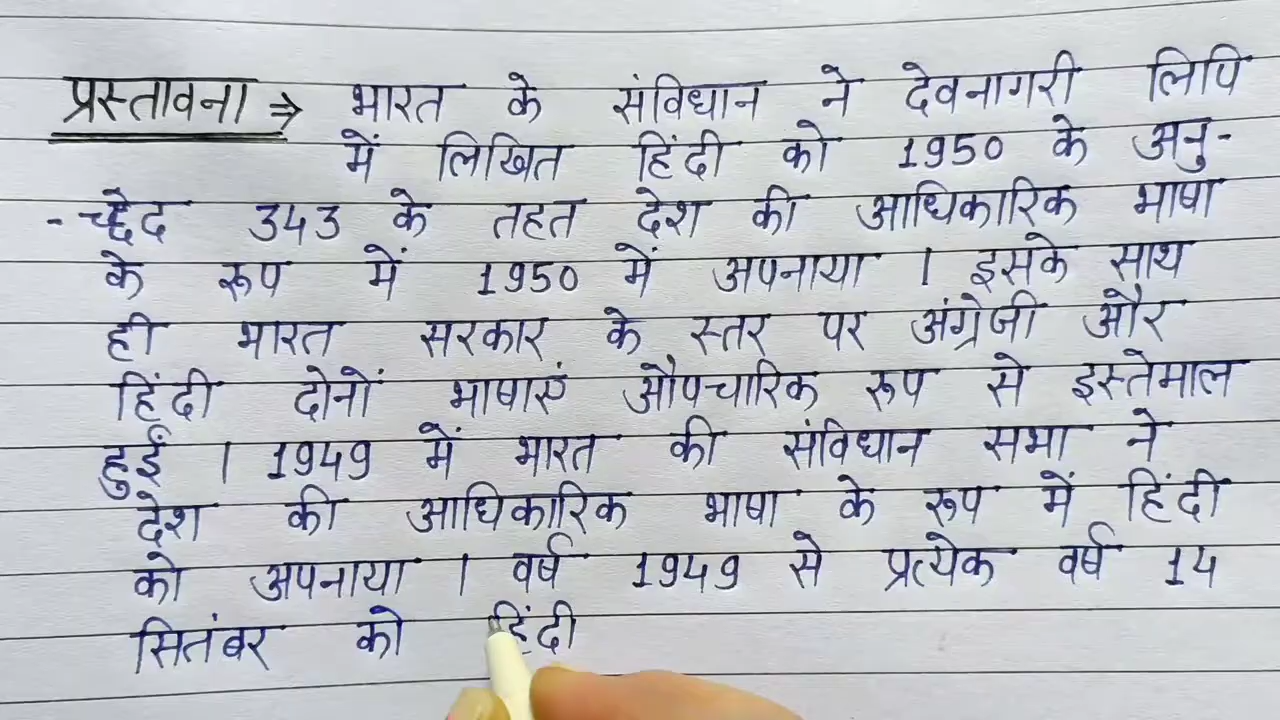 प्रस्तावना ⇒ भारत के संविधान ने देवनागरी लिपि
में लिखित हिंदी को 1950 के अनु-
-च्छेद 343 के तहत देश की आधिकारिक भाषा
के रूप में 1950 में अपनाया । इसके साथ
ही भारत सरकार के स्तर पर अंग्रेजी और
हिंदी दोनों भाषाएं औपचारिक रूप से इस्तेमाल
हुईं । 1949 में भारत की संविधान सभा ने
देश की आधिकारिक भाषा के रूप में हिंदी
को अपनाया । वर्ष 1949 से प्रत्येक वर्ष 14
सितंबर को हिंदी